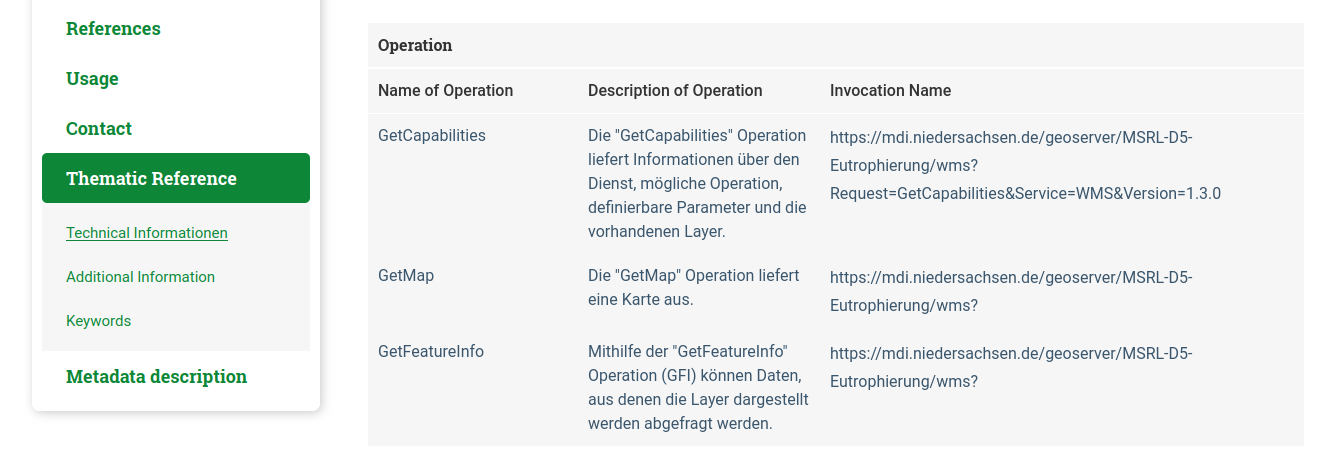 References
Usage
Contact
Thematic Reference
Technical Informationen
Additional Information
Keywords
Metadata description
Operation
Name of Operation
Description of Operation
Invocation Name
GetCapabilities
Die "GetCapabilities" Operation
liefert Informationen über den
Dienst, mögliche Operation,
definierbare Parameter und die
vorhandenen Layer.
https://mdi.niedersachsen.de/geoserver/MSRL-D5-
Eutrophierung/wms?
Request=GetCapabilities&Service=WMS&Version=1.3.0
GetMap
Die "GetMap" Operation liefert
eine Karte aus.
https://mdi.niedersachsen.de/geoserver/MSRL-D5-
Eutrophierung/wms?
GetFeatureInfo
Mithilfe der "GetFeatureInfo"
Operation (GFI) können Daten,
aus denen die Layer dargestellt
werden abgefragt werden.
https://mdi.niedersachsen.de/geoserver/MSRL-D5-
Eutrophierung/wms?